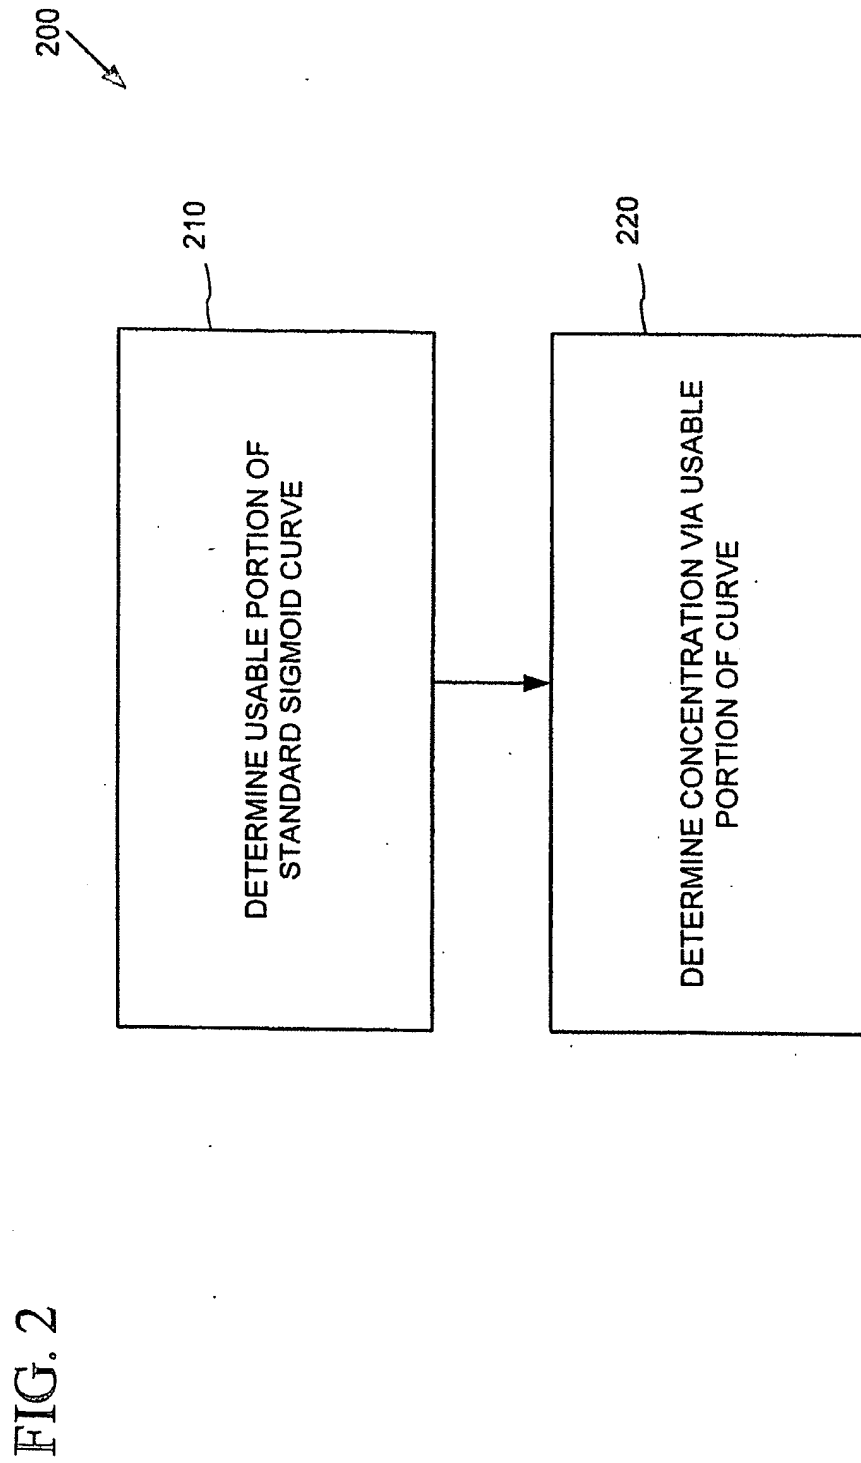 FIG. 2
200
210
DETERMINE USABLE PORTION OF
STANDARD SIGMOID CURVE
220
DETERMINE CONCENTRATION VIA USABLE
PORTION OF CURVE